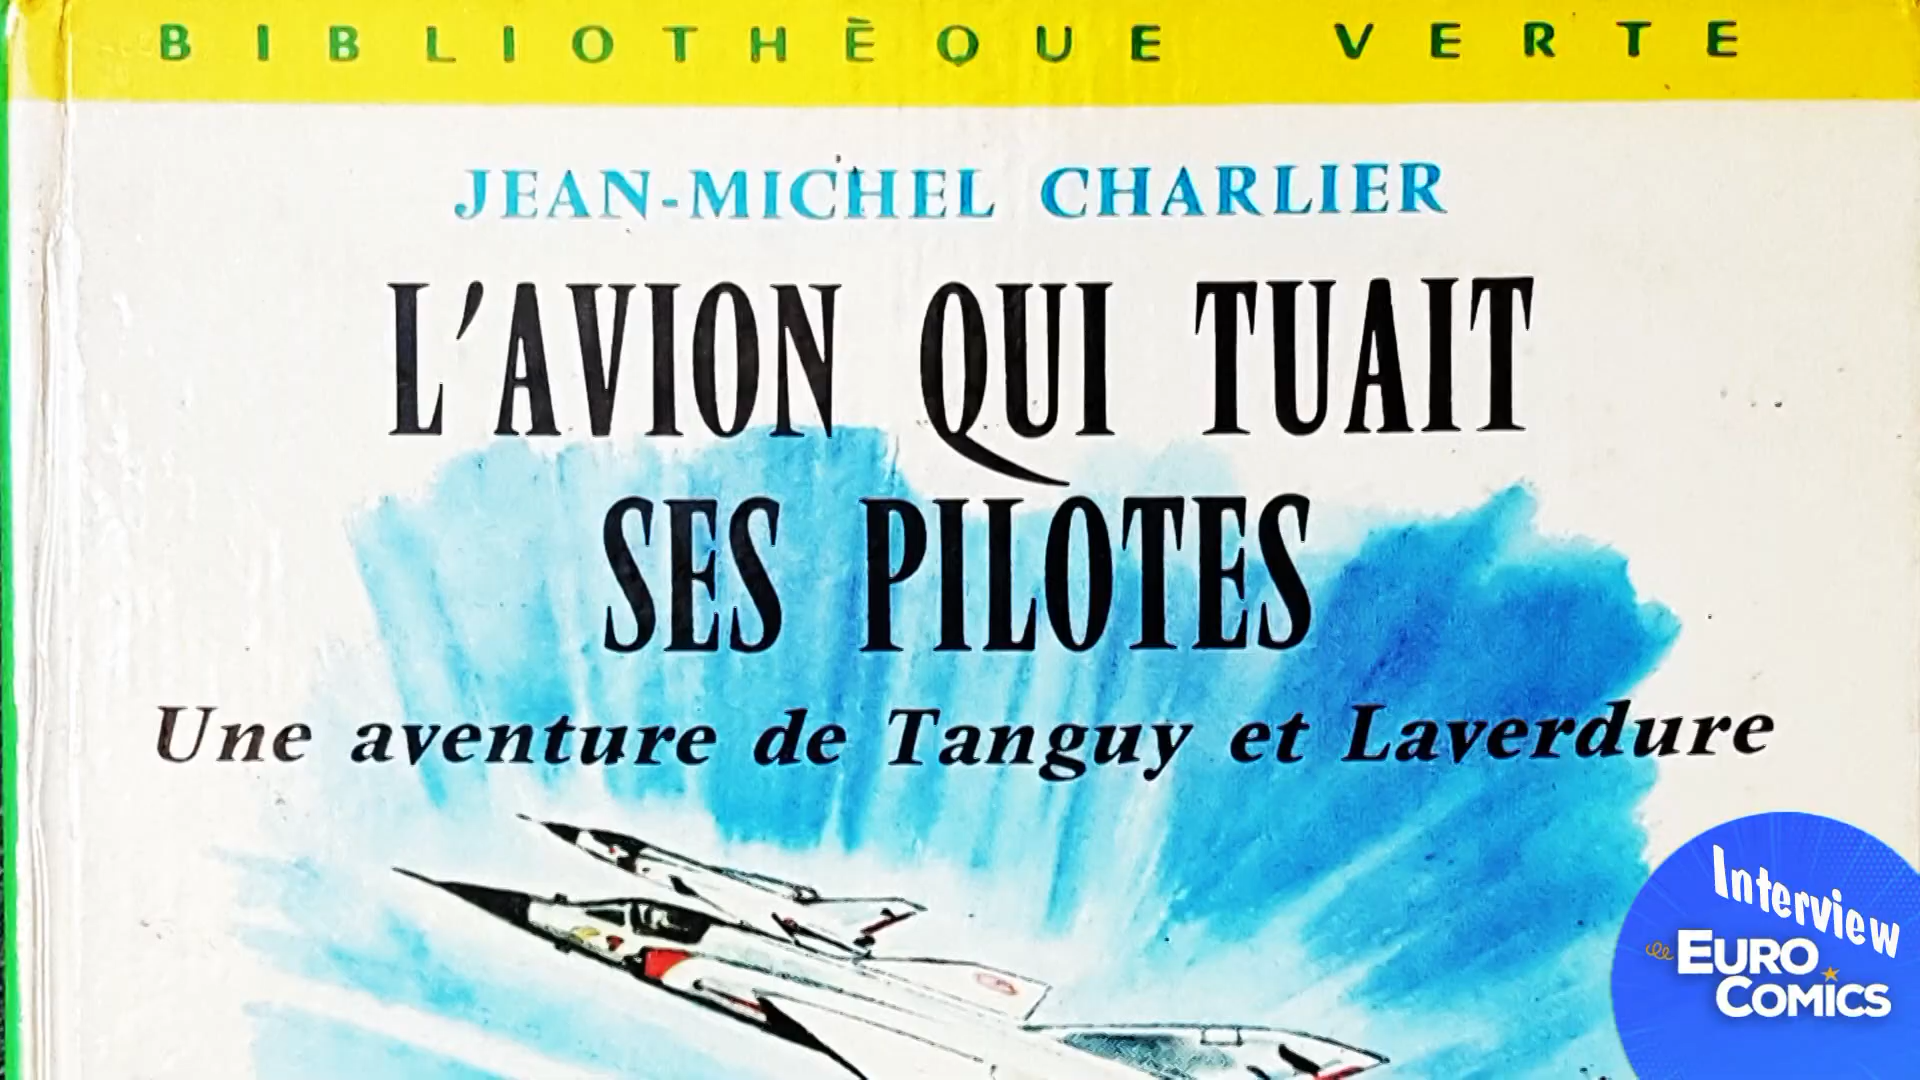 BIBLIOTHÈQUE VERTE
JEAN-MICHEL CHARLIER
L'AVION QUI TUAIT
SES PILOTES
Une aventure de Tanguy et Laverdure
Interview
EURO
COMICS